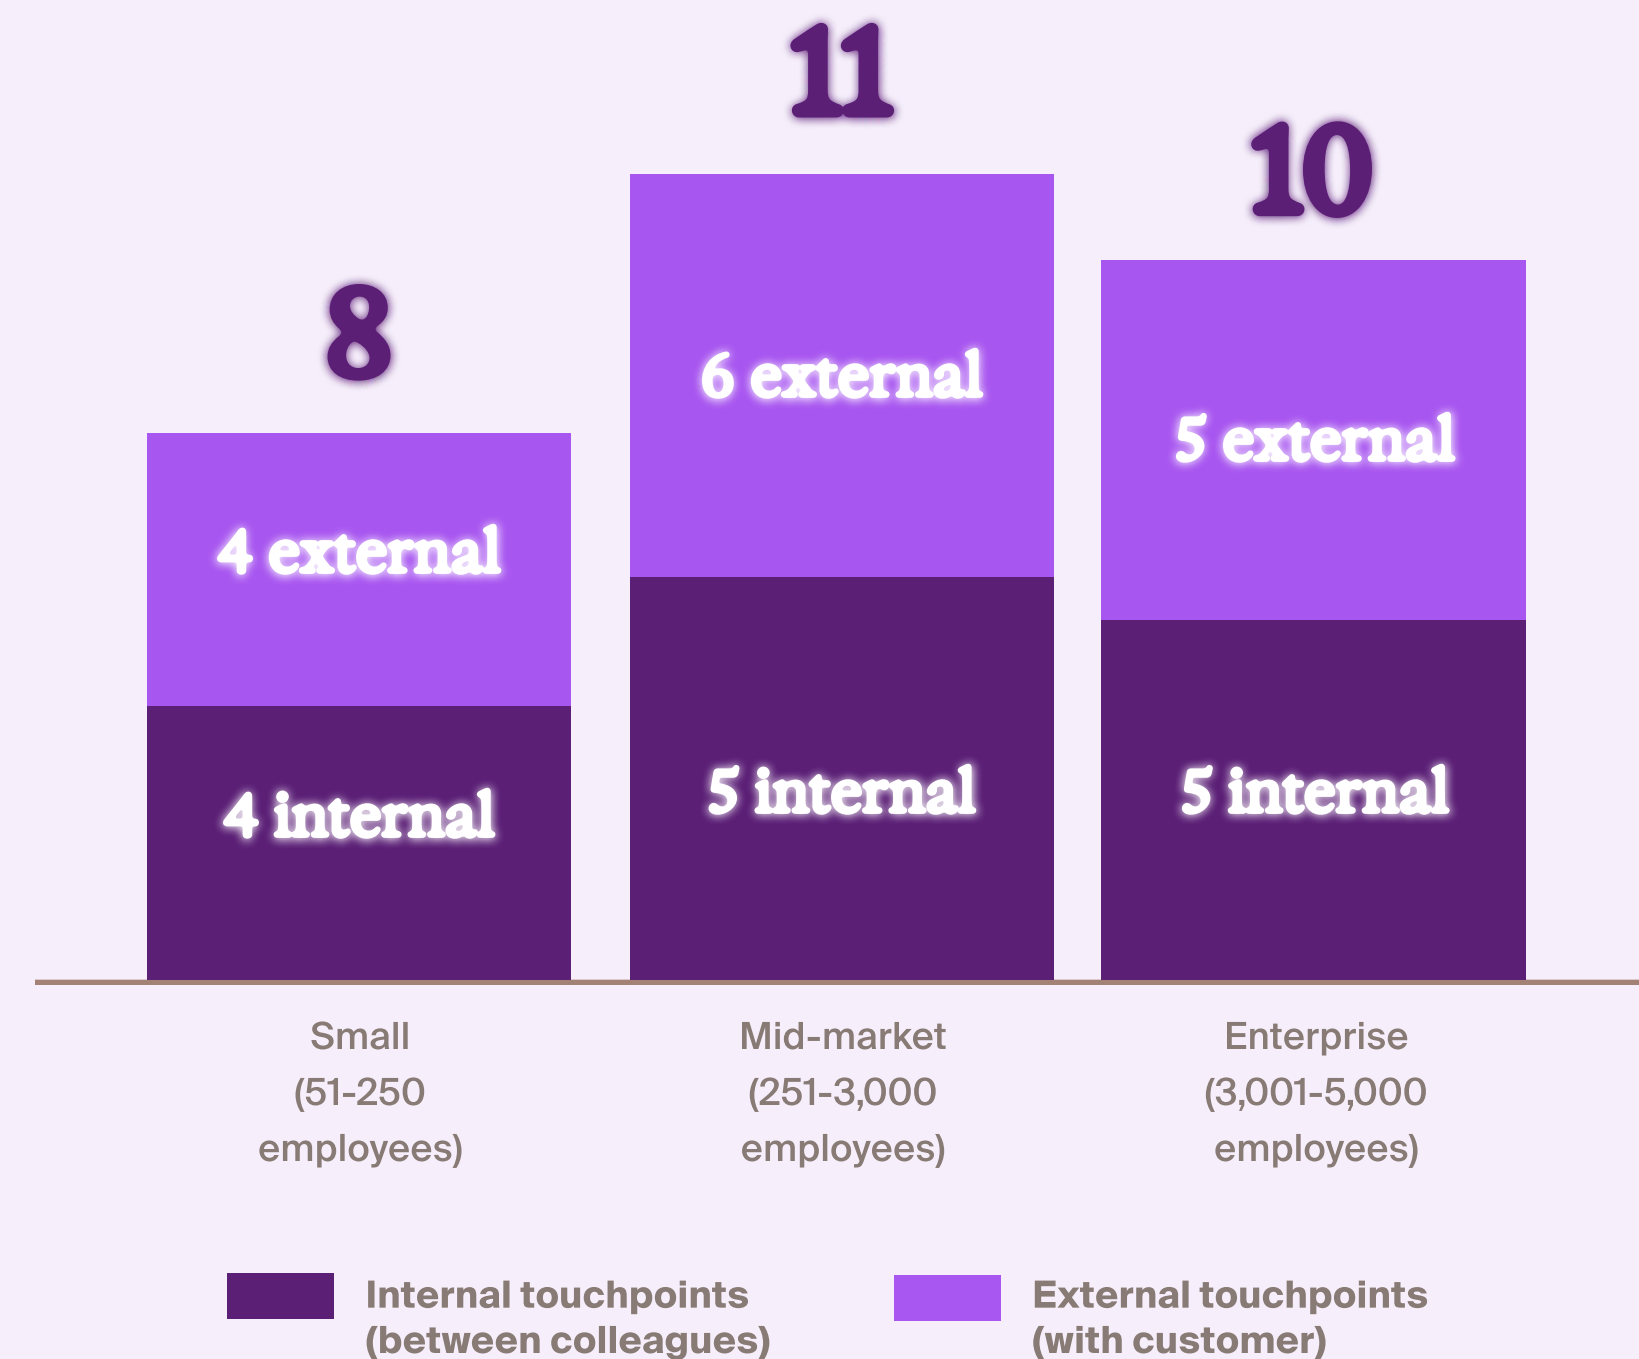 11
10
8
6 external
5 external
4 external
5 internal
5 internal
4 internal
Small
(51-250
employees)
Mid-market
(251-3,000
employees)
Enterprise
(3,001-5,000
employees)
Internal touchpoints
(between colleagues)
External touchpoints
(with customer)